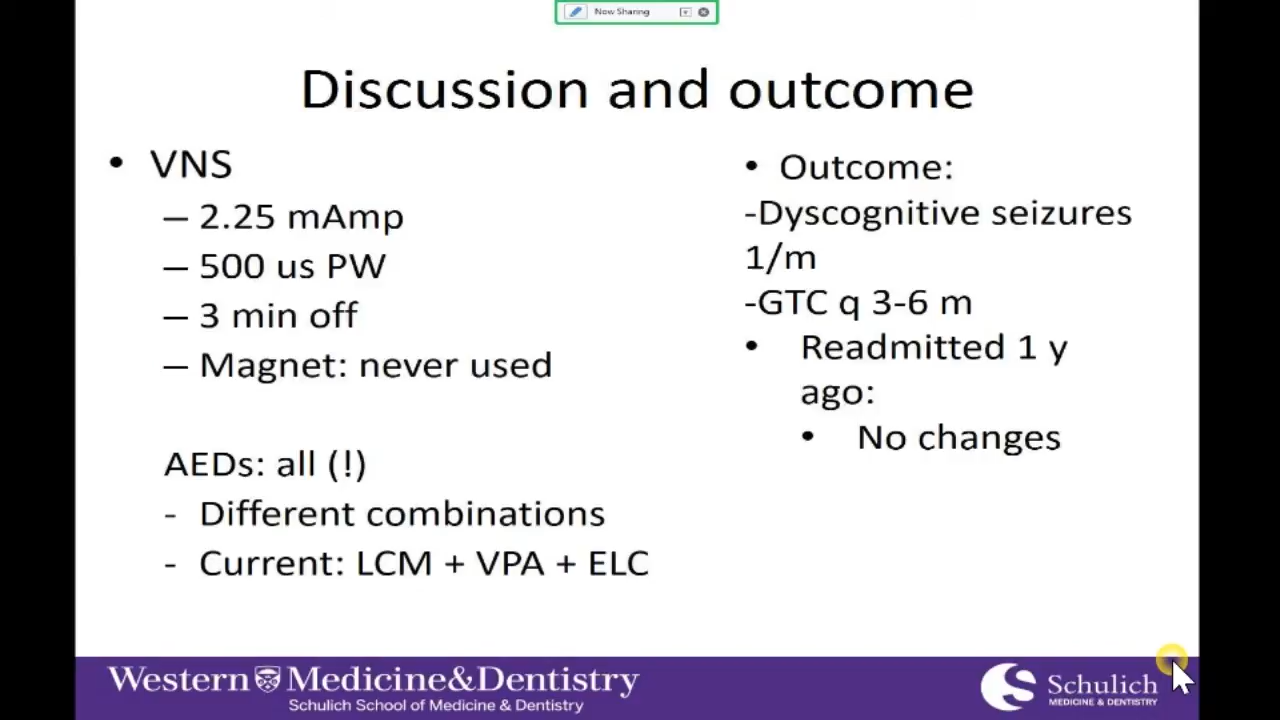 Now Sharing
Discussion and outcome
• VNS
– 2.25 mAmp
– 500 us PW
– 3 min off
– Magnet: never used
AEDs: all (!)
- Different combinations
- Current: LCM + VPA + ELC
• Outcome:
-Dyscognitive seizures
1/m
-GTC q 3-6 m
• Readmitted 1 y
ago:
• No changes
Western Medicine&Dentistry
Schulich School of Medicine & Dentistry
Schulich
MEDICINE & DENTISTRY